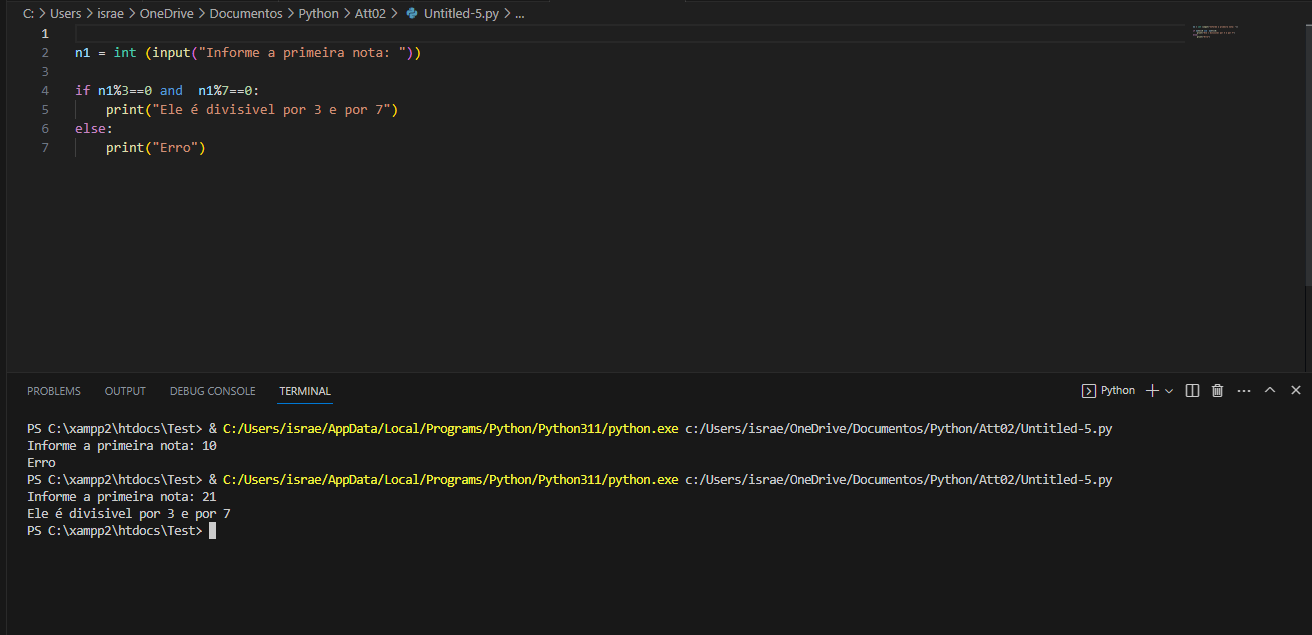 C: > Users > israe > OneDrive > Documentos > Python > Att02 > Untitled-5.py > ...
1
2 n1 = int (input("Informe a primeira nota: "))
3
4 if n1%3==0 and  n1%7==0:
5     print("Ele é divisivel por 3 e por 7")
6 else:
7     print("Erro")
PROBLEMS OUTPUT DEBUG CONSOLE TERMINAL
Python
PS C:\xampp2\htdocs\Test> & C:/Users/israe/AppData/Local/Programs/Python/Python311/python.exe c:/Users/israe/OneDrive/Documentos/Python/Att02/Untitled-5.py
Informe a primeira nota: 10
Erro
PS C:\xampp2\htdocs\Test> & C:/Users/israe/AppData/Local/Programs/Python/Python311/python.exe c:/Users/israe/OneDrive/Documentos/Python/Att02/Untitled-5.py
Informe a primeira nota: 21
Ele é divisivel por 3 e por 7
PS C:\xampp2\htdocs\Test>